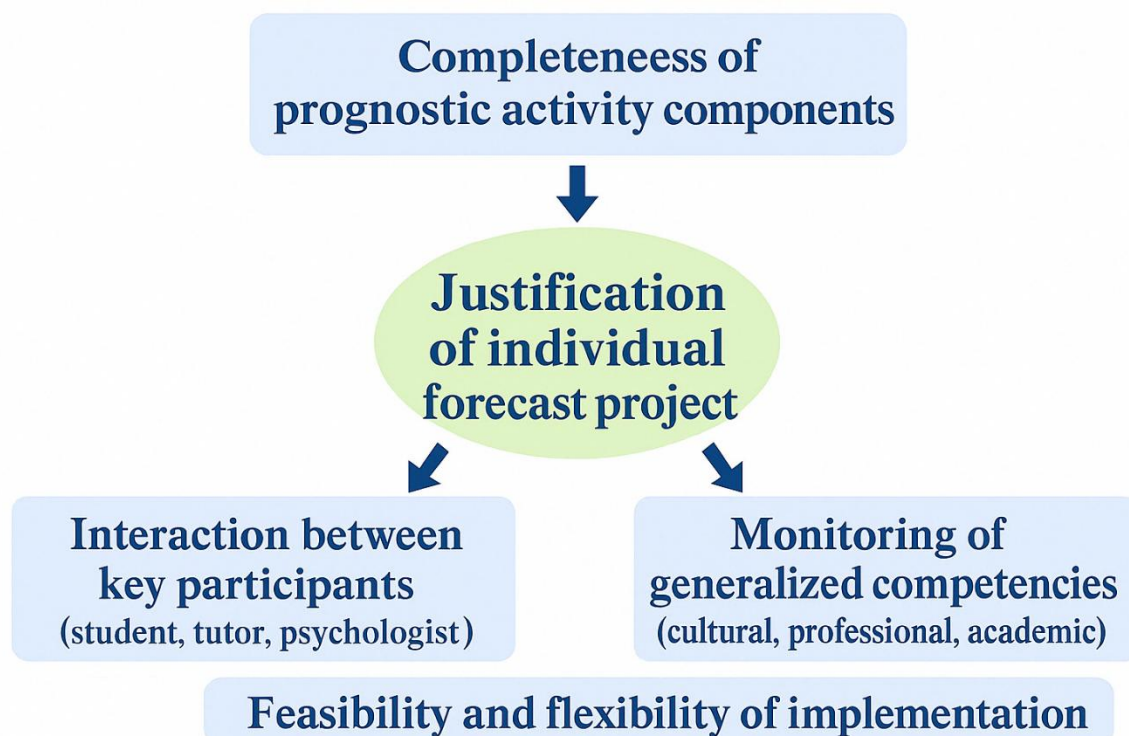 Completeneess of
prognostic activity components
Justification
of individual
forecast project
Interaction between
key participants
(student, tutor, psychologist)
Monitoring of
generalized competencies
(cultural, professional, academic)
Feasibility and flexibility of implementation